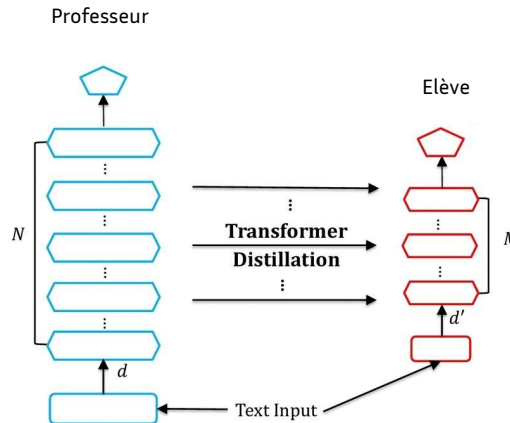 Professeur
Elève
N
Transformer
Distillation
M
d
d′
Text Input